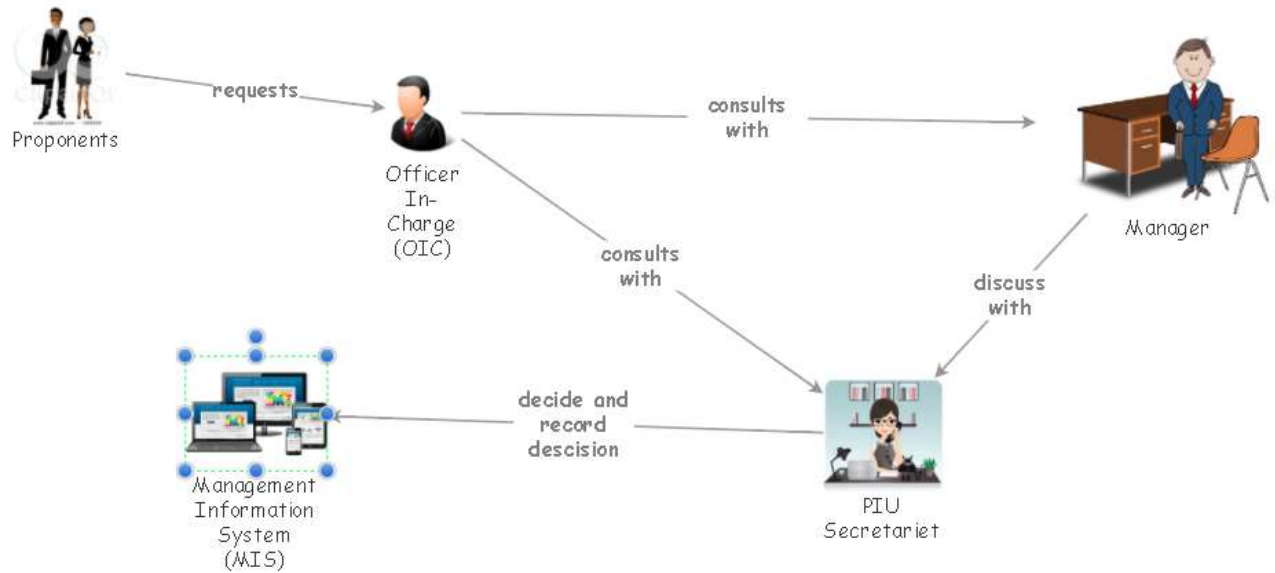 Proponents
requests
Officer
In-
Charge
(OIC)
consults
with
Manager
consults
with
discuss
with
decide and
record
descision
Management
Information
System
(MIS)
PIU
Secretariet